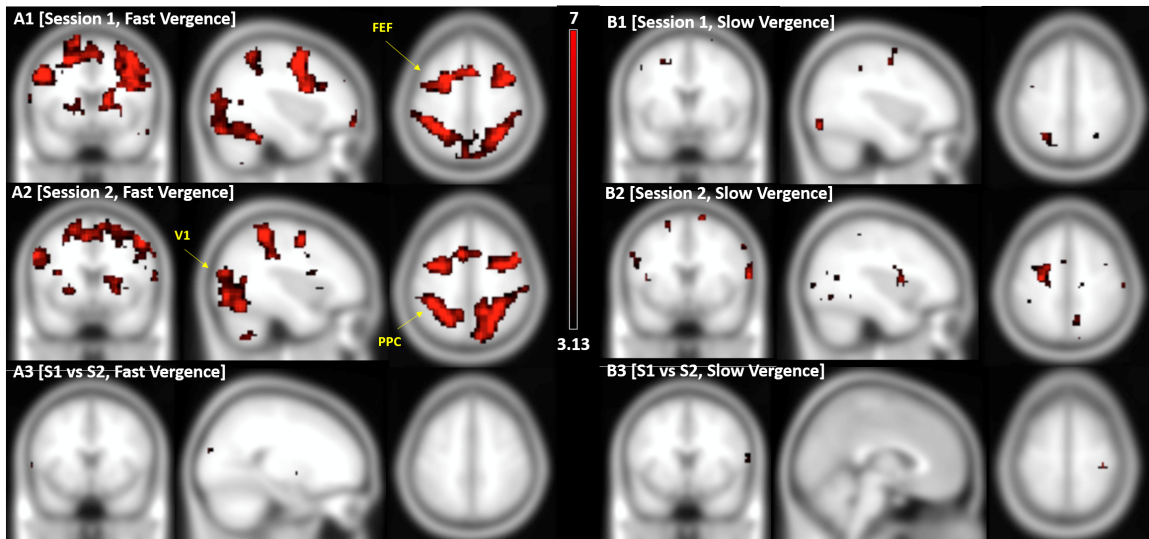 A1 [Session 1, Fast Vergence]
FEF
7
B1 [Session 1, Slow Vergence]
A2 [Session 2, Fast Vergence]
V1
PPC
3.13
B2 [Session 2, Slow Vergence]
A3 [S1 vs S2, Fast Vergence]
B3 [S1 vs S2, Slow Vergence]